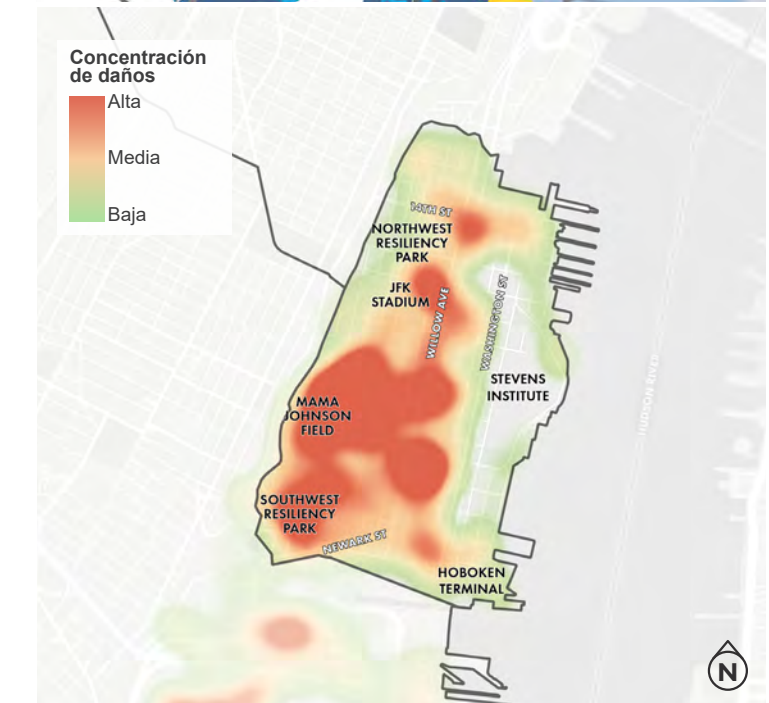 Concentración
de daños
Alta
Media
Baja
14TH ST
NORTHWEST
RESILIENCY
PARK
JFK
STADIUM
WILLOW AVE
WASHINGTON ST
STEVENS
INSTITUTE
HUDSON RIVER
MAMA
JOHNSON
FIELD
SOUTHWEST
RESILIENCY
PARK
NEWARK ST
HOBOKEN
TERMINAL
N